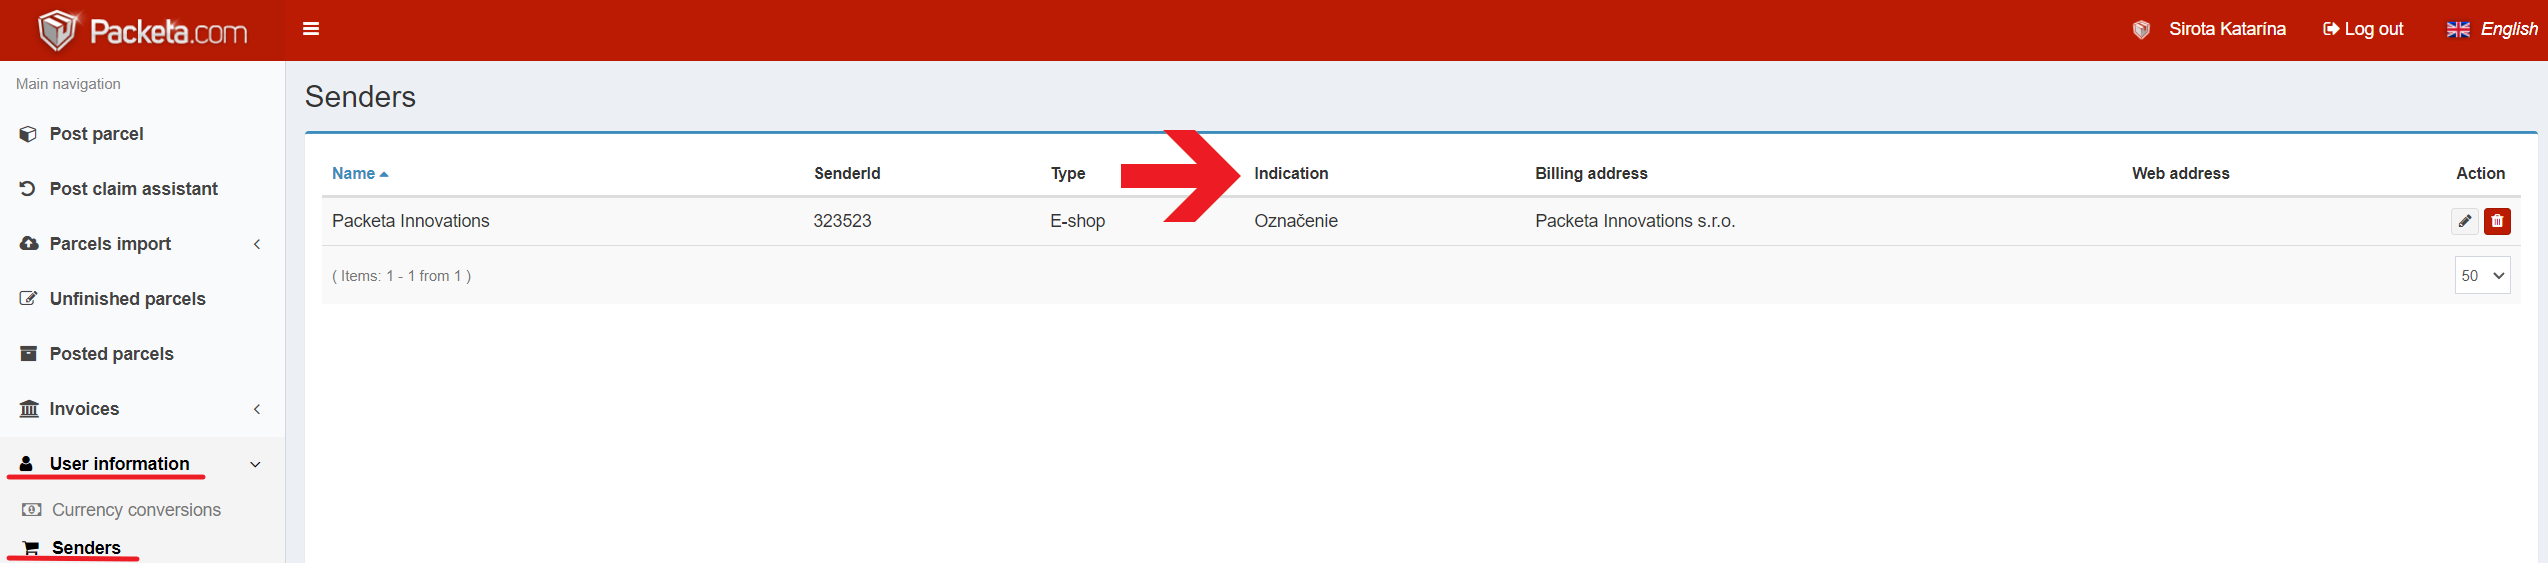 Packeta.com
Sirota Katarína
Log out
English
Main navigation
Post parcel
Post claim assistant
Parcels import
Unfinished parcels
Posted parcels
Invoices
User information
Currency conversions
Senders
Senders
Name SenderId Type Indication Billing address Web address Action
Packeta Innovations 323523 E-shop Označenie Packeta Innovations s.r.o.
( Items: 1 - 1 from 1 ) 50